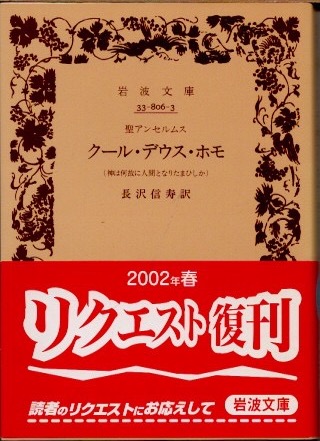 岩波文庫
33-806-3
聖アンセルムス
クール・デウス・ホモ
(神は何故に人間となりたまひしか)
長沢信寿訳
2002年春
リクエスト復刊
読者のリクエストにお応えして
岩波文庫